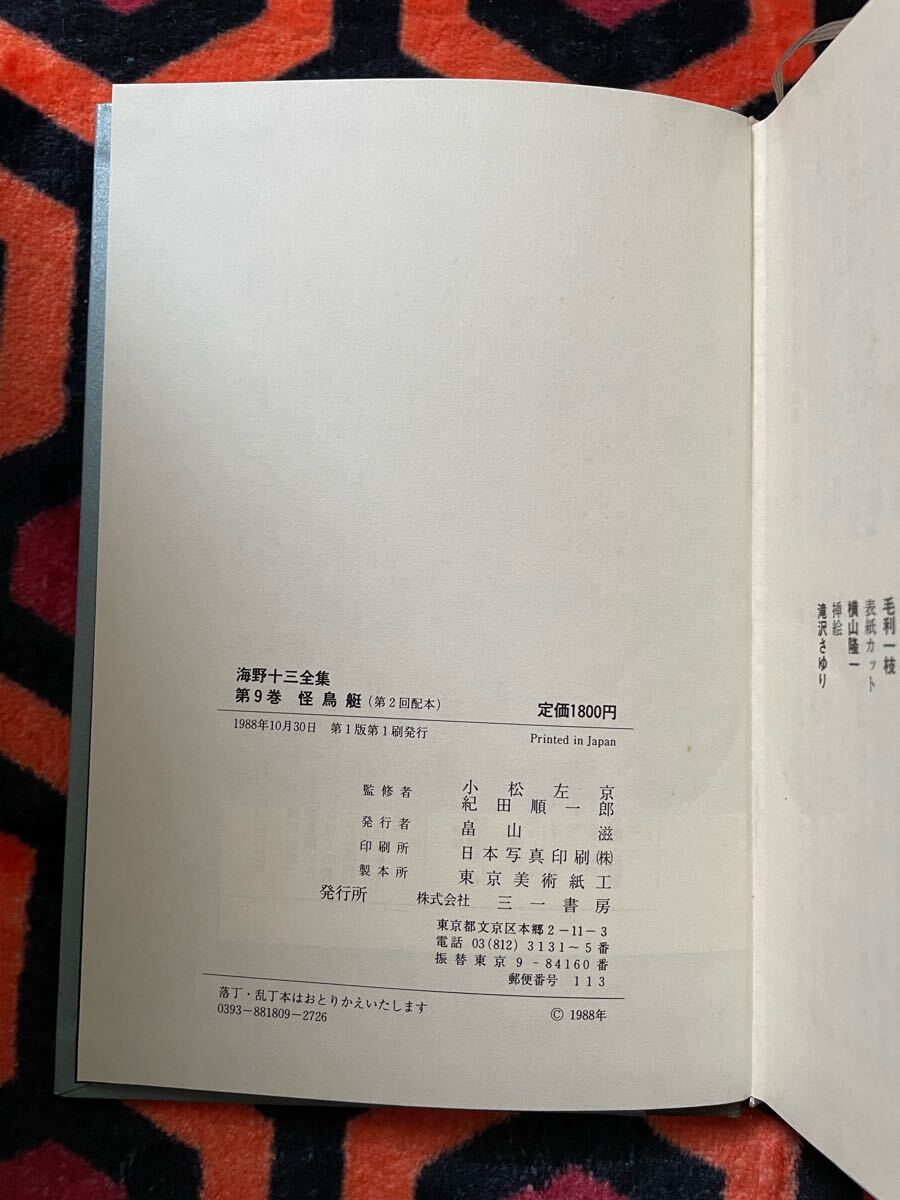 毛利一枝
表紙カット
横山隆一
挿絵
滝沢さゆり
海野十三全集
第9巻 怪鳥艇（第2回配本） 定価1800円
1988年10月30日 第1版第1刷発行 Printed in Japan
監修者 小松左京
紀田順一郎
発行者 畠山滋
印刷所 日本写真印刷㈱
製本所 東京美術紙工
発行所 株式会社 三一書房
東京都文京区本郷2－11－3
電話 03(812) 3131～5番
振替東京 9－84160番
郵便番号 113
落丁・乱丁本はおとりかえいたします
0393－881809－2726 © 1988年